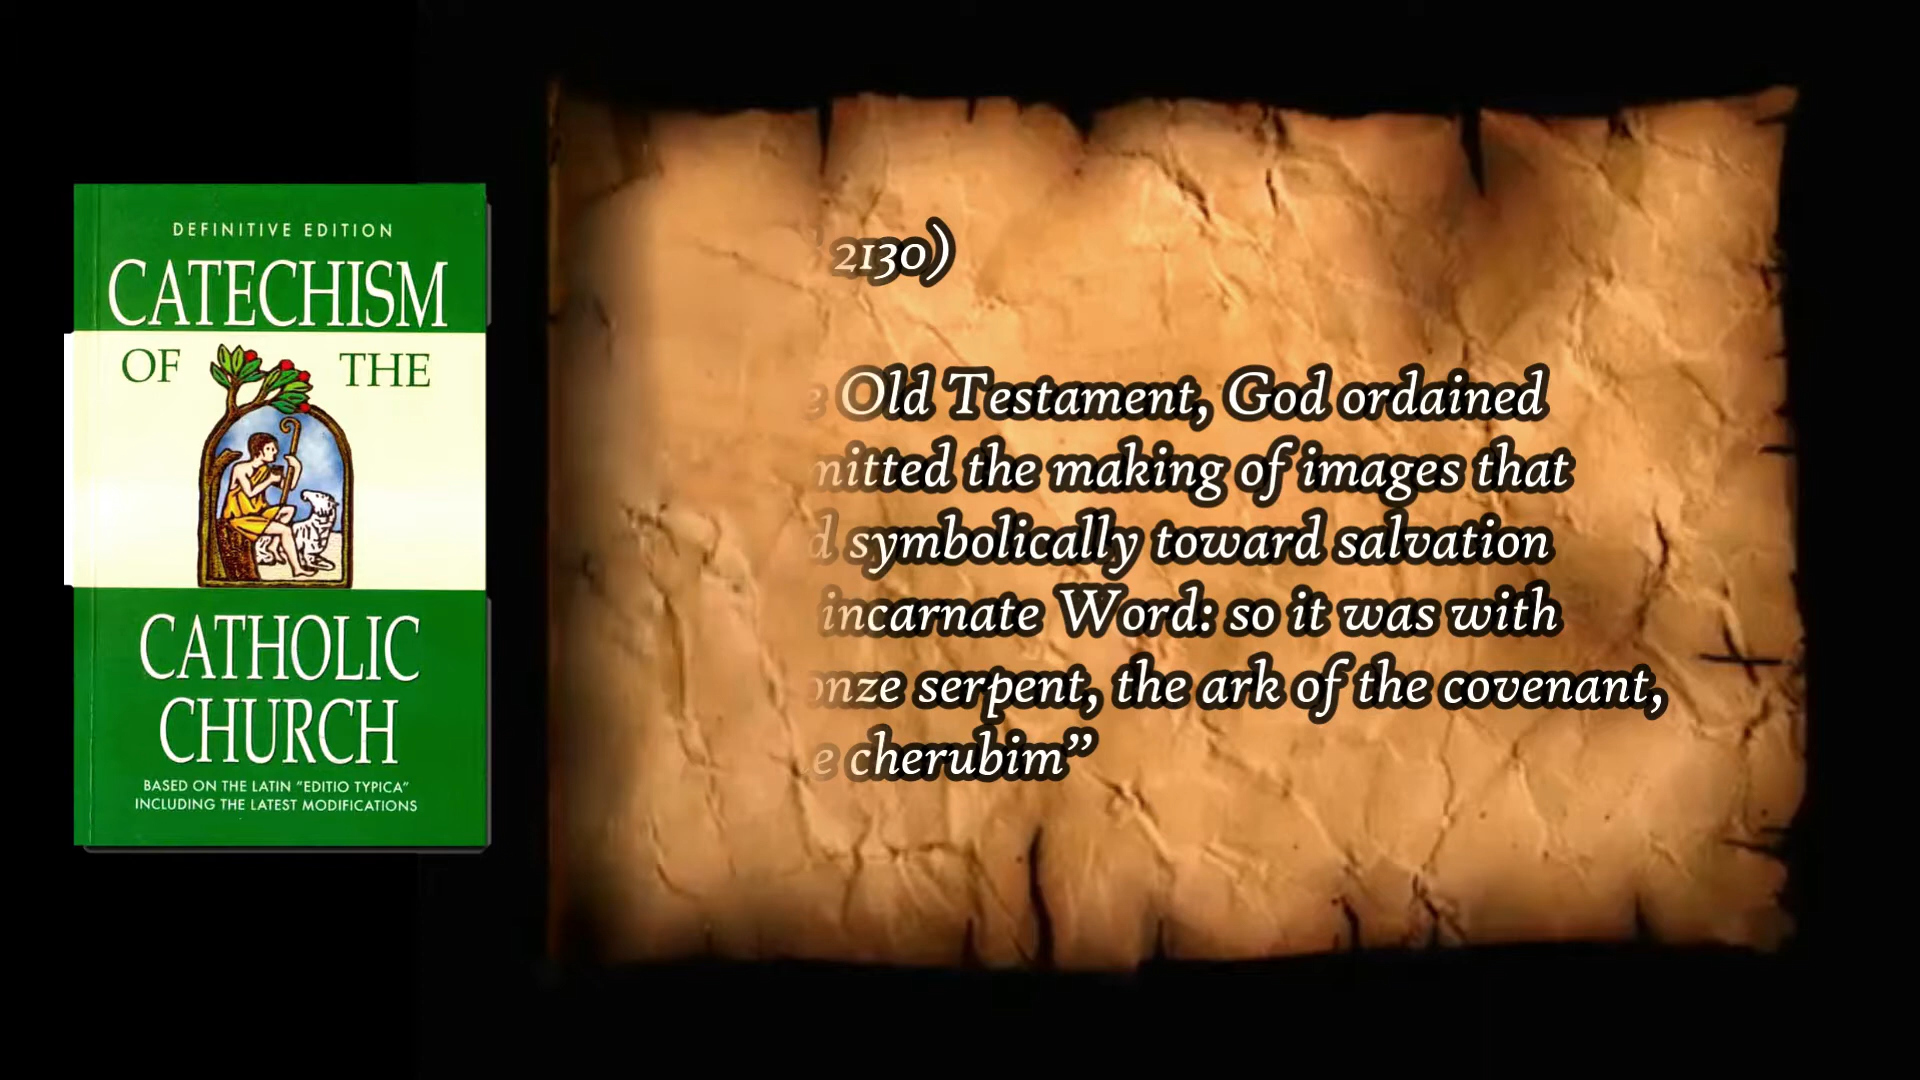 DEFINITIVE EDITION
CATECHISM
OF THE
CATHOLIC
CHURCH
BASED ON THE LATIN "EDITIO TYPICA"
INCLUDING THE LATEST MODIFICATIONS
2130)
Old Testament, God ordained
the making of images that
symbolically toward salvation
incarnate Word: so it was with
serpent, the ark of the covenant,
cherubim”